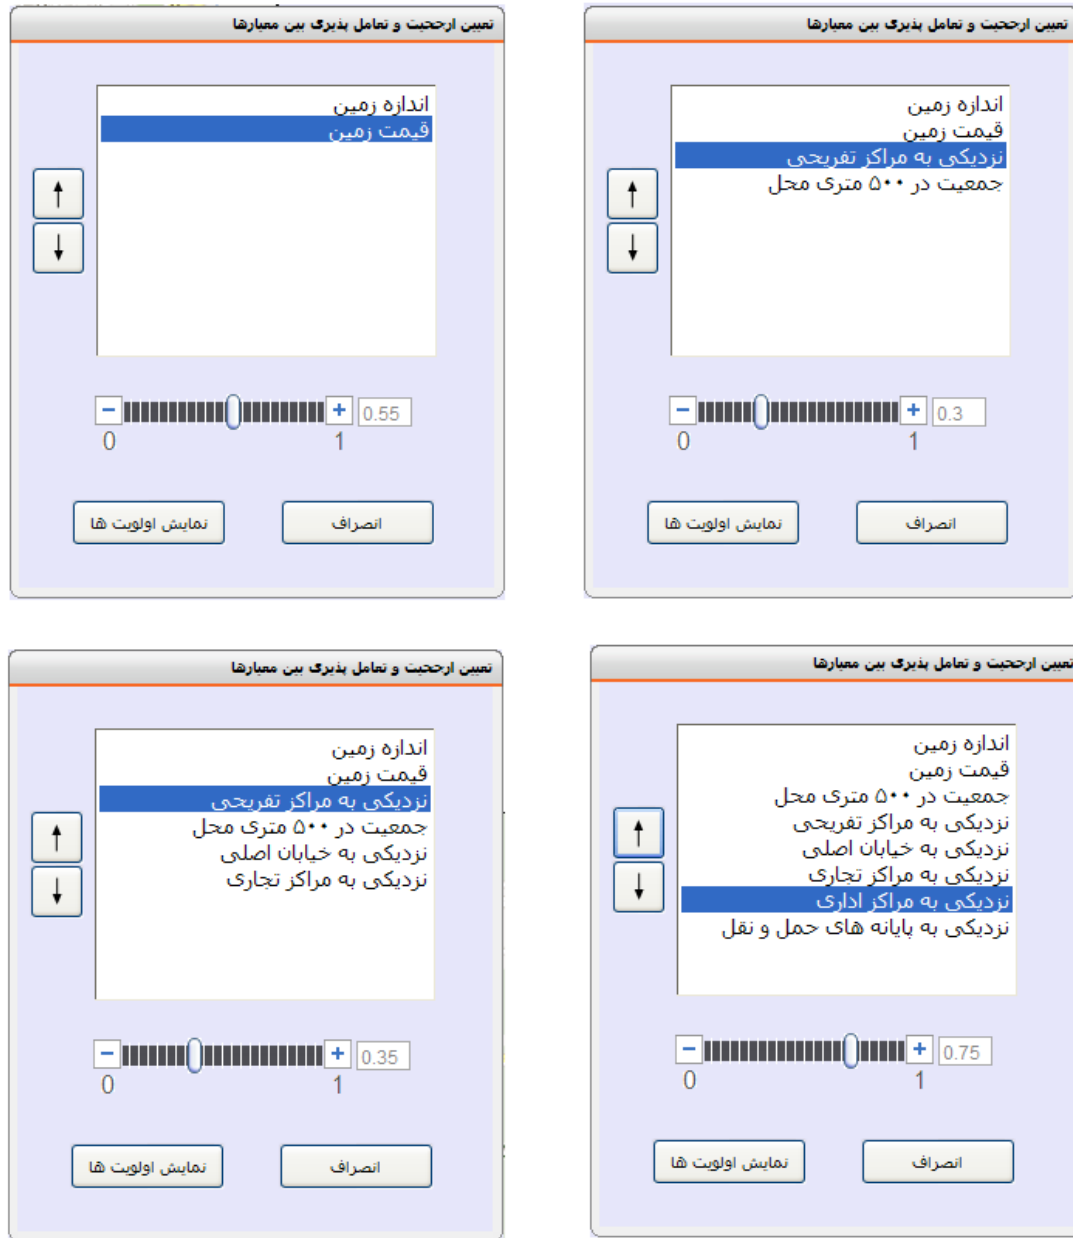 تعیین ارجحیت و تعامل پذیری بین معیارها
اندازه زمین
قیمت زمین
↑
↓
− + 0.55
0 1
نمایش اولویت ها انصراف
تعیین ارجحیت و تعامل پذیری بین معیارها
اندازه زمین
قیمت زمین
نزدیکی به مراکز تفریحی
جمعیت در ۵۰۰ متری محل
↑
↓
− + 0.3
0 1
نمایش اولویت ها انصراف
تعیین ارجحیت و تعامل پذیری بین معیارها
اندازه زمین
قیمت زمین
نزدیکی به مراکز تفریحی
جمعیت در ۵۰۰ متری محل
نزدیکی به خیابان اصلی
نزدیکی به مراکز تجاری
↑
↓
− + 0.35
0 1
نمایش اولویت ها انصراف
تعیین ارجحیت و تعامل پذیری بین معیارها
اندازه زمین
قیمت زمین
جمعیت در ۵۰۰ متری محل
نزدیکی به مراکز تفریحی
نزدیکی به خیابان اصلی
نزدیکی به مراکز تجاری
نزدیکی به مراکز اداری
نزدیکی به پایانه های حمل و نقل
↑
↓
− + 0.75
0 1
نمایش اولویت ها انصراف